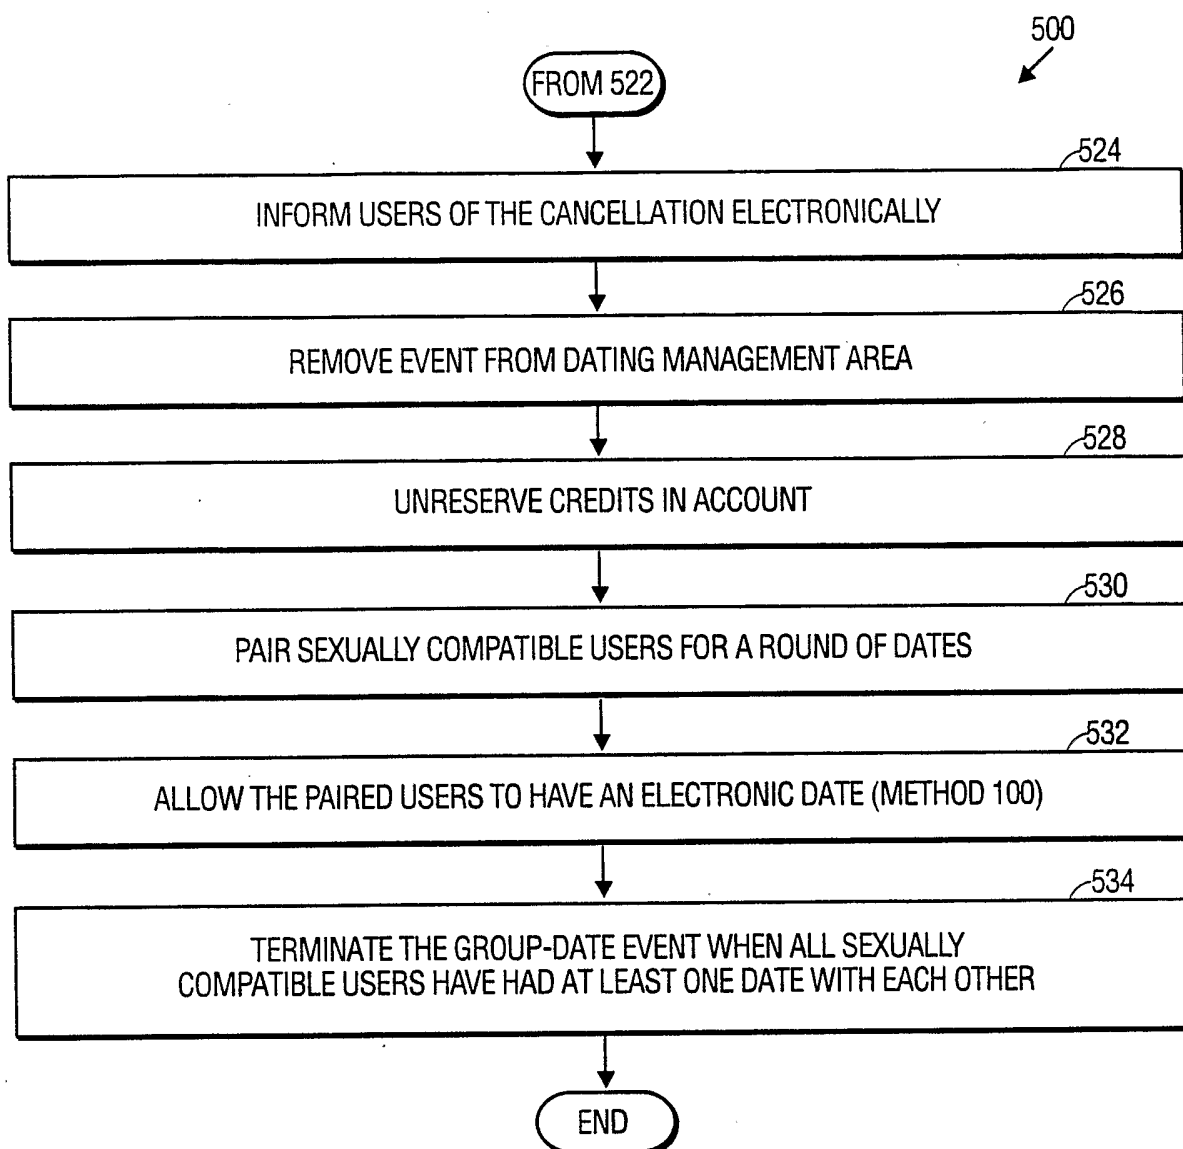 500
FROM 522
524
INFORM USERS OF THE CANCELLATION ELECTRONICALLY
526
REMOVE EVENT FROM DATING MANAGEMENT AREA
528
UNRESERVE CREDITS IN ACCOUNT
530
PAIR SEXUALLY COMPATIBLE USERS FOR A ROUND OF DATES
532
ALLOW THE PAIRED USERS TO HAVE AN ELECTRONIC DATE (METHOD 100)
534
TERMINATE THE GROUP-DATE EVENT WHEN ALL SEXUALLY
COMPATIBLE USERS HAVE HAD AT LEAST ONE DATE WITH EACH OTHER
END